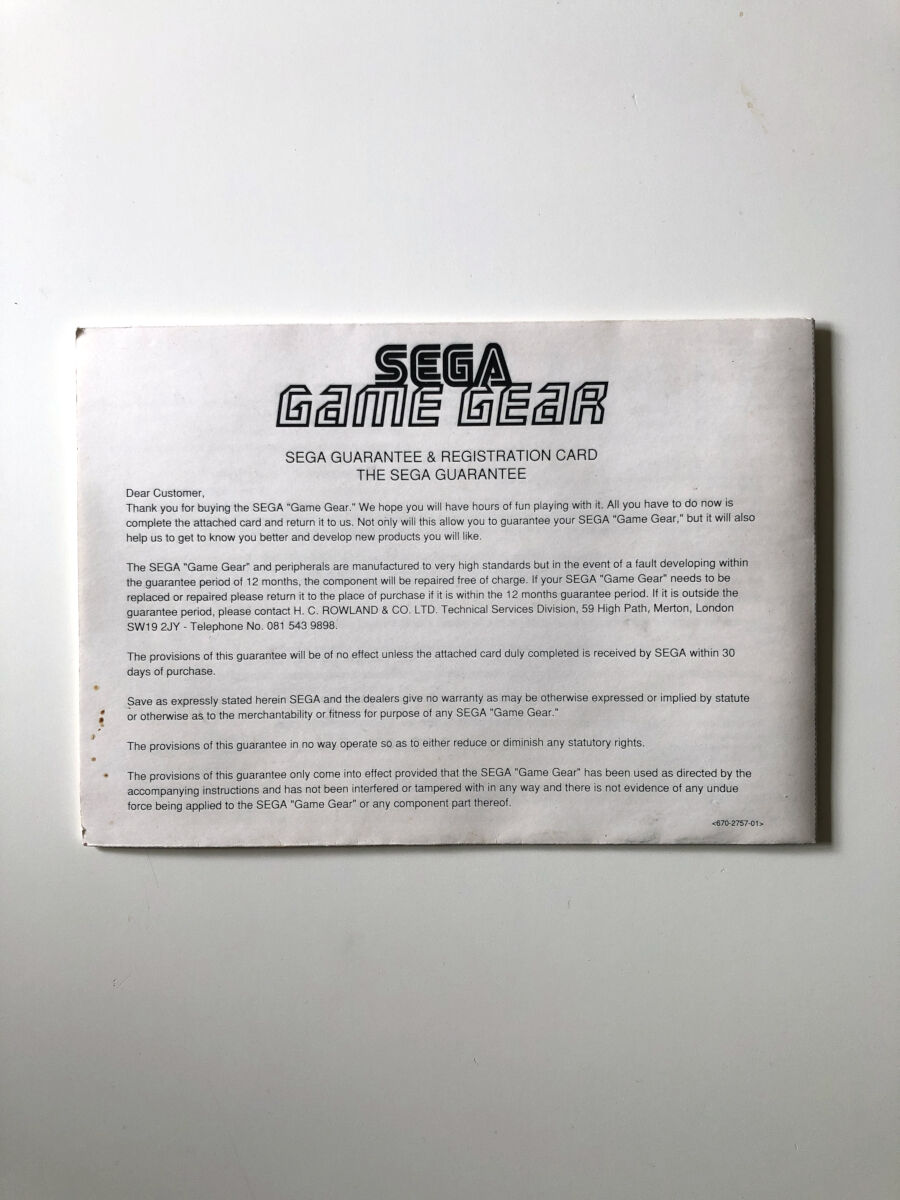 SEGA
GAME GEAR
SEGA GUARANTEE & REGISTRATION CARD
THE SEGA GUARANTEE
Dear Customer,
Thank you for buying the SEGA "Game Gear." We hope you will have hours of fun playing with it. All you have to do now is
complete the attached card and return it to us. Not only will this allow you to guarantee your SEGA "Game Gear," but it will also
help us to get to know you better and develop new products you will like.
The SEGA "Game Gear" and peripherals are manufactured to very high standards but in the event of a fault developing within
the guarantee period of 12 months, the component will be repaired free of charge. If your SEGA "Game Gear" needs to be
replaced or repaired please return it to the place of purchase if it is within the 12 months guarantee period. If it is outside the
guarantee period, please contact H. C. ROWLAND & CO. LTD. Technical Services Division, 59 High Path, Merton, London
SW19 2JY - Telephone No. 081 543 9898.
The provisions of this guarantee will be of no effect unless the attached card duly completed is received by SEGA within 30
days of purchase.
Save as expressly stated herein SEGA and the dealers give no warranty as may be otherwise expressed or implied by statute
or otherwise as to the merchantability or fitness for purpose of any SEGA "Game Gear."
The provisions of this guarantee in no way operate so as to either reduce or diminish any statutory rights.
The provisions of this guarantee only come into effect provided that the SEGA "Game Gear" has been used as directed by the
accompanying instructions and has not been interfered or tampered with in any way and there is not evidence of any undue
force being applied to the SEGA "Game Gear" or any component part thereof.
<670-2757-01>